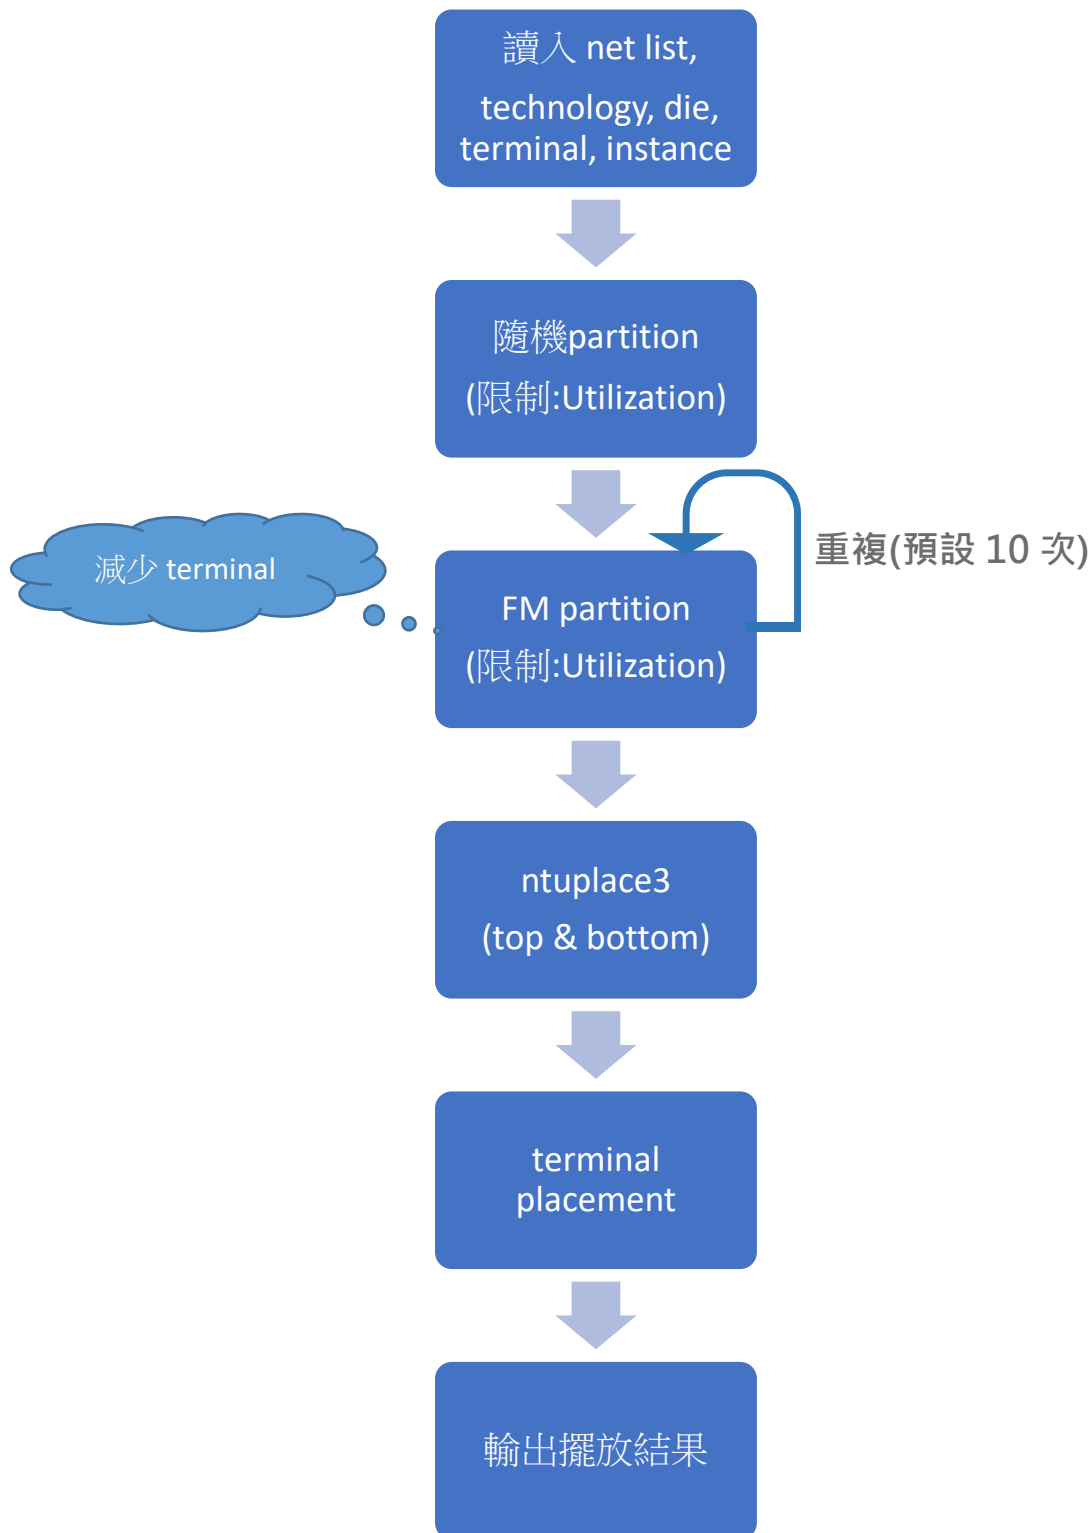 讀入 net list,
technology, die,
terminal, instance
隨機partition
(限制:Utilization)
重複(預設 10 次)
減少 terminal
FM partition
(限制:Utilization)
ntuplace3
(top & bottom)
terminal
placement
輸出擺放結果